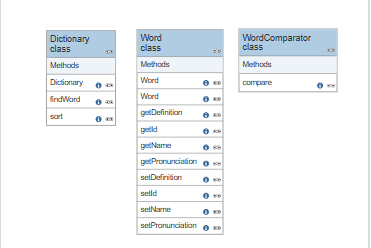 Dictionary
class
Methods
Dictionary
findWord
sort
Word
class
Methods
Word
Word
getDefinition
getId
getName
getPronunciation
setDefinition
setId
setName
setPronunciation
WordComparator
class
Methods
compare